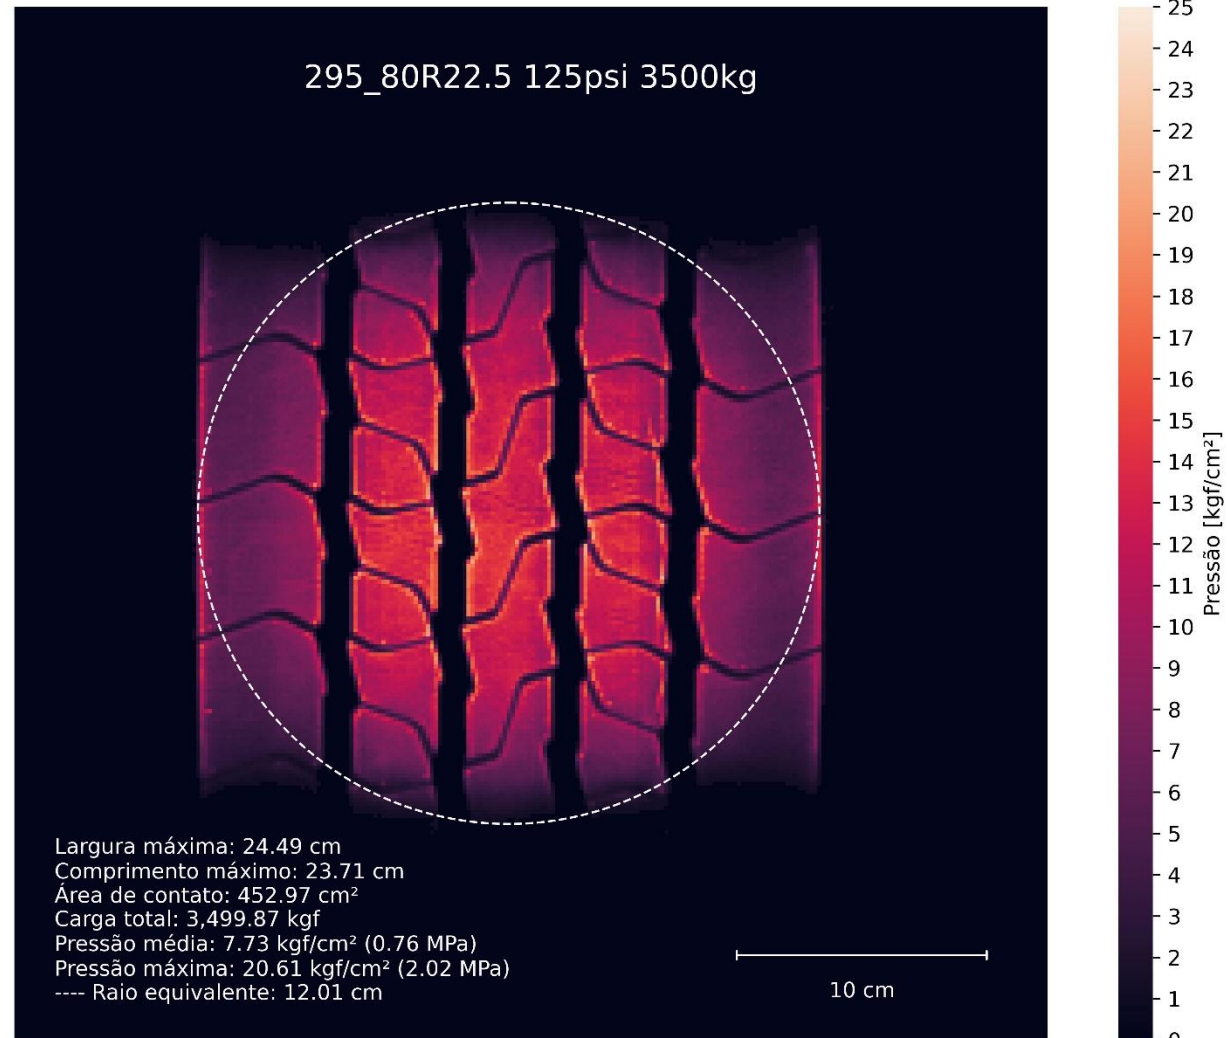 295_80R22.5 125psi 3500kg
Largura máxima: 24.49 cm
Comprimento máximo: 23.71 cm
Área de contato: 452.97 cm²
Carga total: 3,499.87 kgf
Pressão média: 7.73 kgf/cm² (0.76 MPa)
Pressão máxima: 20.61 kgf/cm² (2.02 MPa)
---- Raio equivalente: 12.01 cm
10 cm
25
24
23
22
21
20
19
18
17
16
15
14
13
12
11
10
9
8
7
6
5
4
3
2
1
0
Pressão [kgf/cm²]